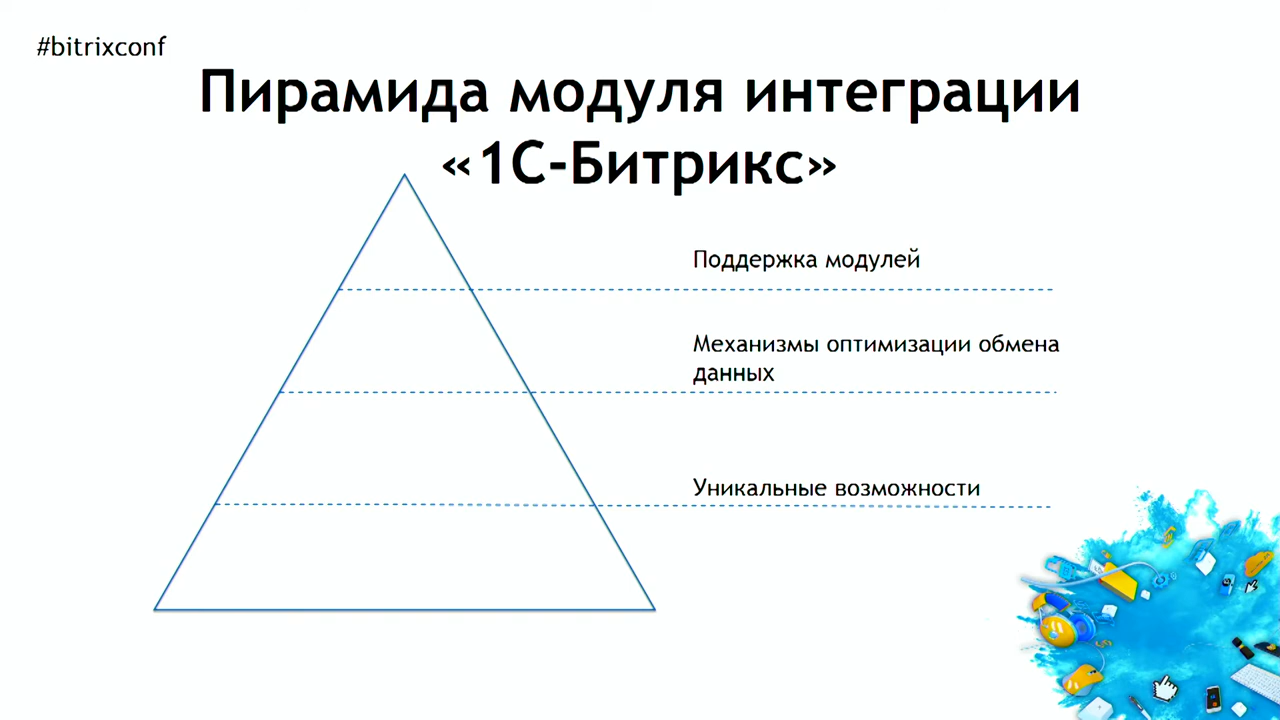 #bitrixconf
Пирамида модуля интеграции
«1С-Битрикс»
Поддержка модулей
Механизмы оптимизации обмена
данных
Уникальные возможности